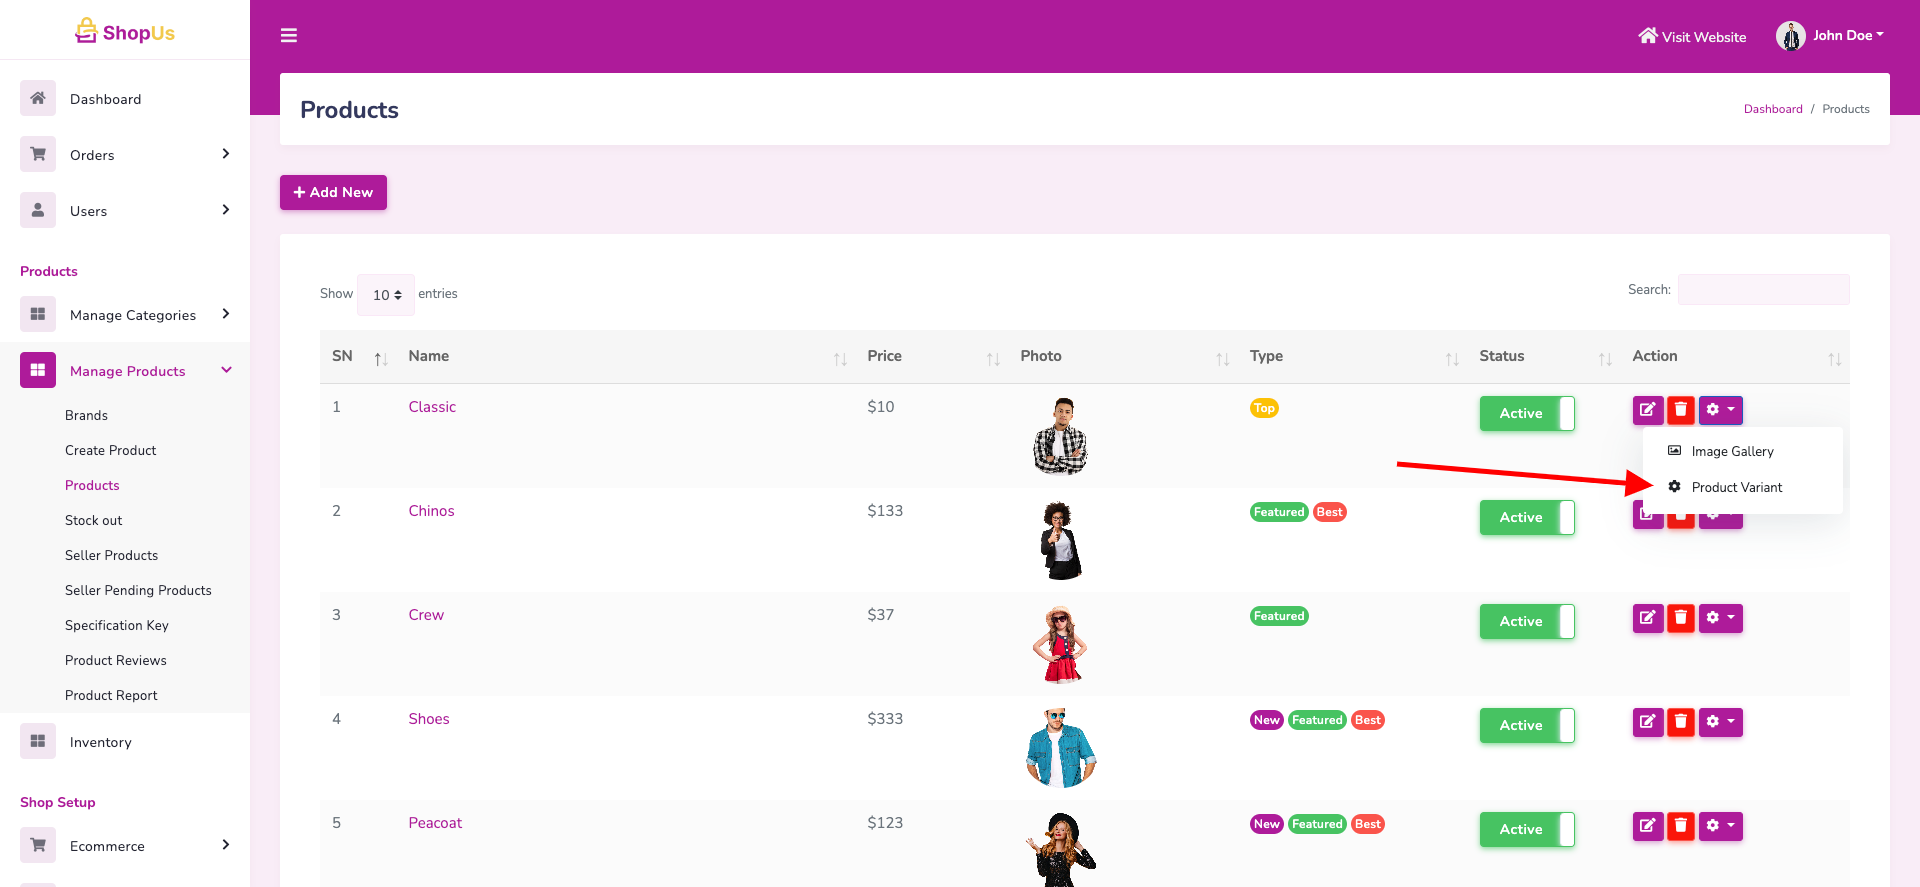 ShopUs
Visit Website
John Doe
Dashboard
Orders
Users
Products
Manage Categories
Manage Products
Brands
Create Product
Products
Stock out
Seller Products
Seller Pending Products
Specification Key
Product Reviews
Product Report
Inventory
Shop Setup
Ecommerce
Products
Dashboard / Products
+ Add New
Show 10 entries
Search:
SN Name Price Photo Type Status Action
1 Classic $10 Top Active
Image Gallery
Product Variant
2 Chinos $133 Featured Best Active
3 Crew $37 Featured Active
4 Shoes $333 New Featured Best Active
5 Peacoat $123 New Featured Best Active